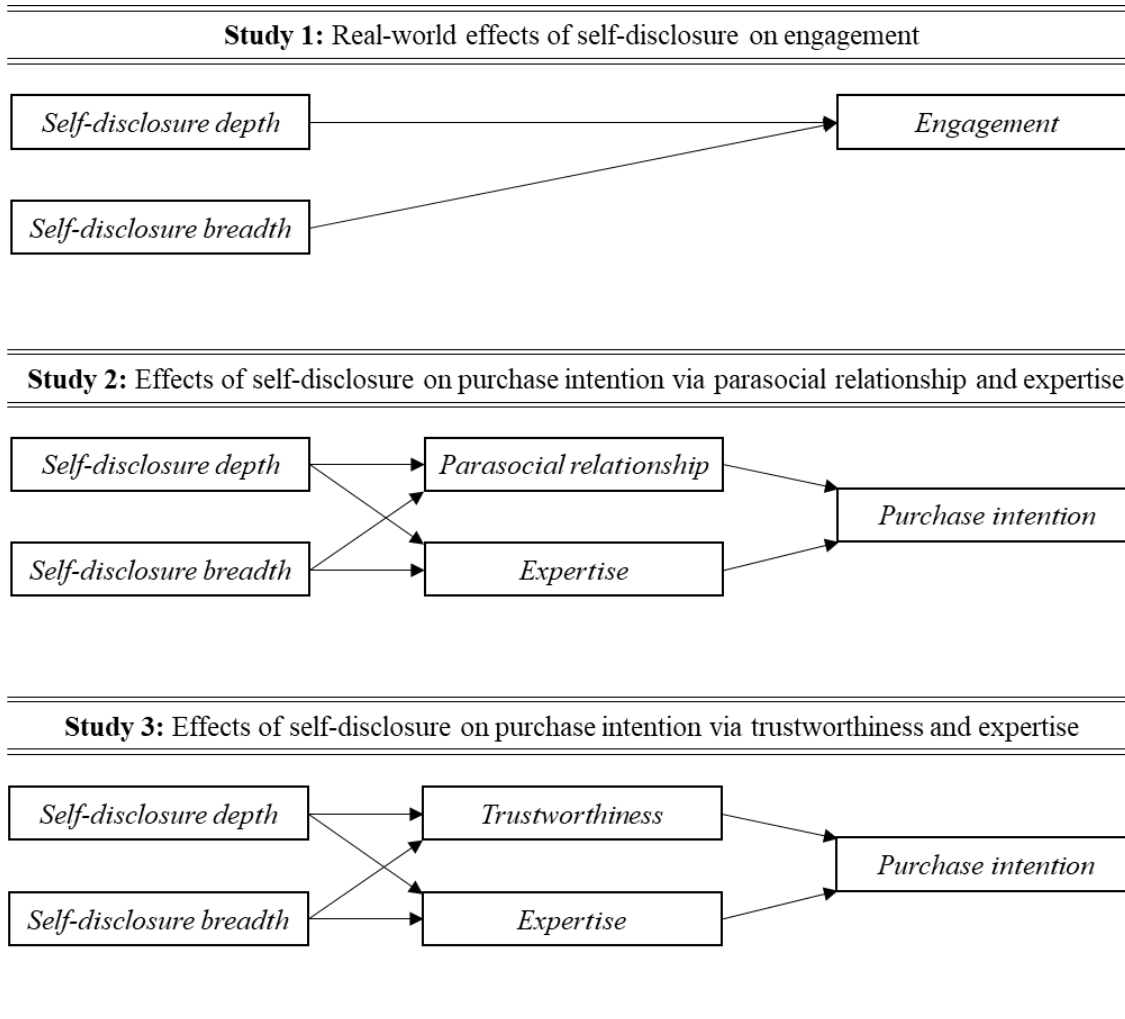 Study 1: Real-world effects of self-disclosure on engagement
Self-disclosure depth
Engagement
Self-disclosure breadth
Study 2: Effects of self-disclosure on purchase intention via parasocial relationship and expertise
Self-disclosure depth
Parasocial relationship
Purchase intention
Self-disclosure breadth
Expertise
Study 3: Effects of self-disclosure on purchase intention via trustworthiness and expertise
Self-disclosure depth
Trustworthiness
Purchase intention
Self-disclosure breadth
Expertise